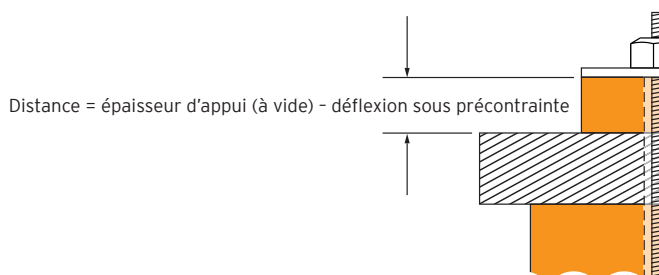 Distance = épaisseur d'appui (à vide) – déflexion sous précontrainte